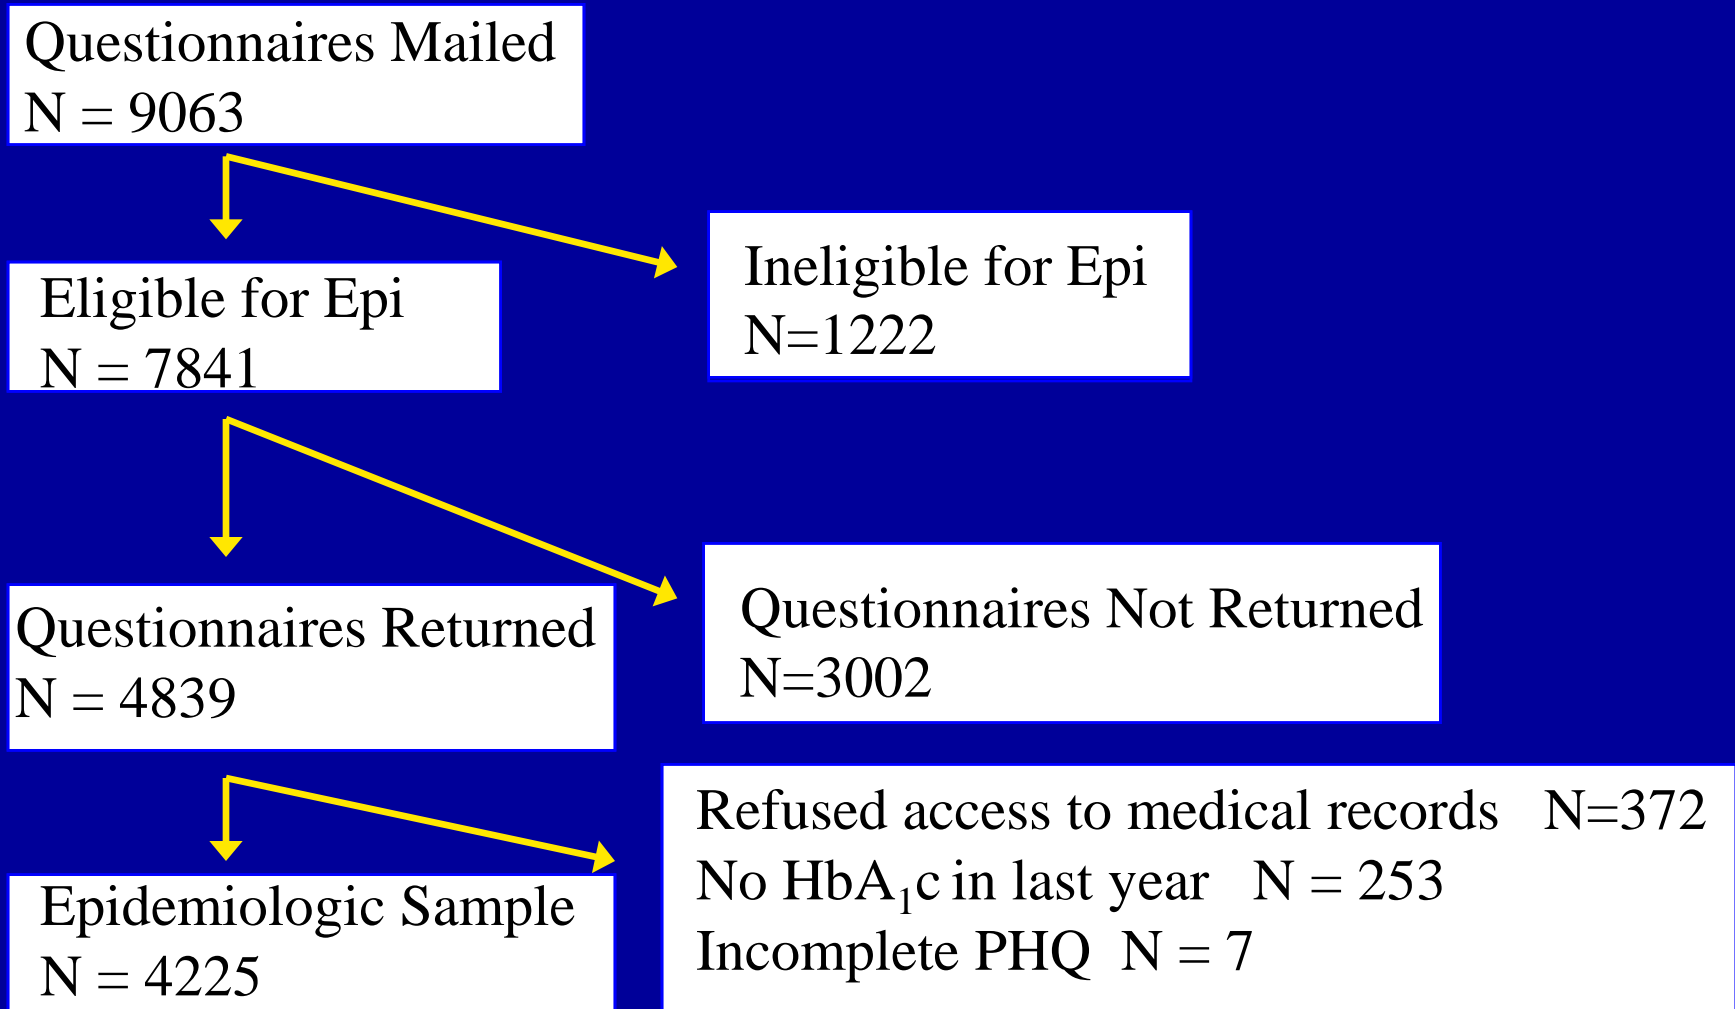 Questionnaires Mailed
N = 9063
Ineligible for Epi
N=1222
Eligible for Epi
N = 7841
Questionnaires Not Returned
N=3002
Questionnaires Returned
N = 4839
Refused access to medical records   N=372
No HbA₁c in last year   N = 253
Incomplete PHQ  N = 7
Epidemiologic Sample
N = 4225